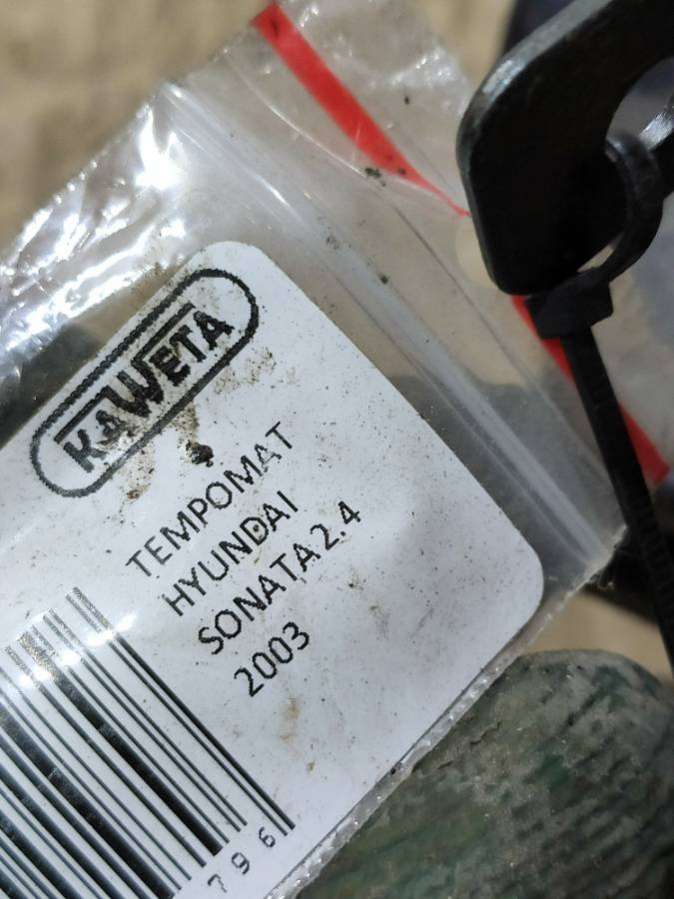 KAWETA
TEMPOMAT
HYUNDAI
SONATA 2.4
2003
796